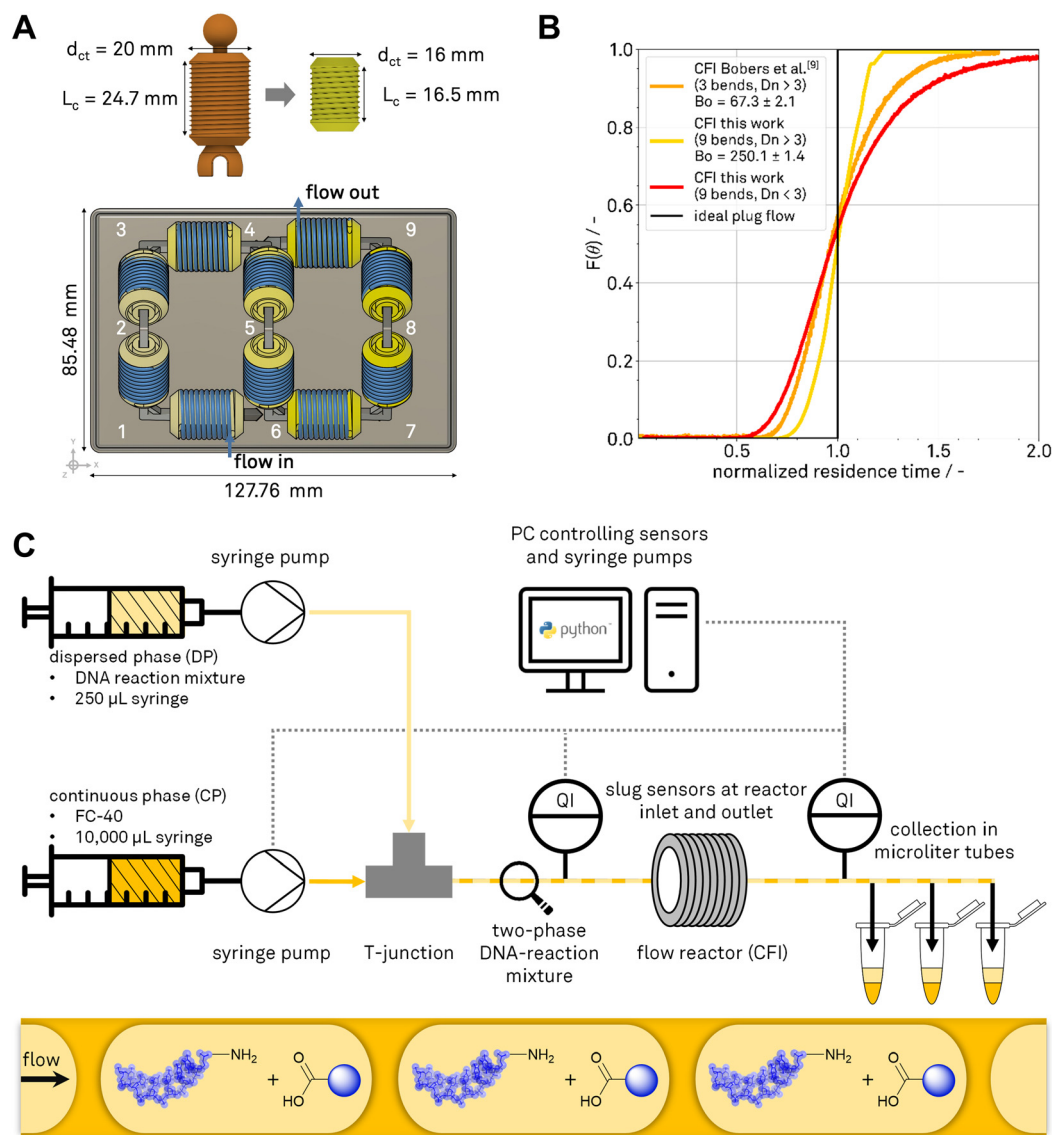 A
d_ct = 20 mm
L_c = 24.7 mm
d_ct = 16 mm
L_c = 16.5 mm
flow out
3
4
9
2
5
8
1
6
7
flow in
85.48 mm
127.76 mm
Y
Z
X
B
CFI Bobers et al.[9]
(3 bends, Dn > 3)
Bo = 67.3 ± 2.1
CFI this work
(9 bends, Dn > 3)
Bo = 250.1 ± 1.4
CFI this work
(9 bends, Dn < 3)
ideal plug flow
F(θ) / -
1.0
0.8
0.6
0.4
0.2
0.0
0.5
1.0
1.5
2.0
normalized residence time / -
C
syringe pump
PC controlling sensors
and syringe pumps
python™
dispersed phase (DP)
• DNA reaction mixture
• 250 µL syringe
continuous phase (CP)
• FC-40
• 10,000 µL syringe
QI
slug sensors at reactor
inlet and outlet
QI
collection in
microliter tubes
syringe pump
T-junction
two-phase
DNA-reaction
mixture
flow reactor (CFI)
flow
NH₂
+
O
HO
NH₂
+
O
HO
NH₂
+
O
HO